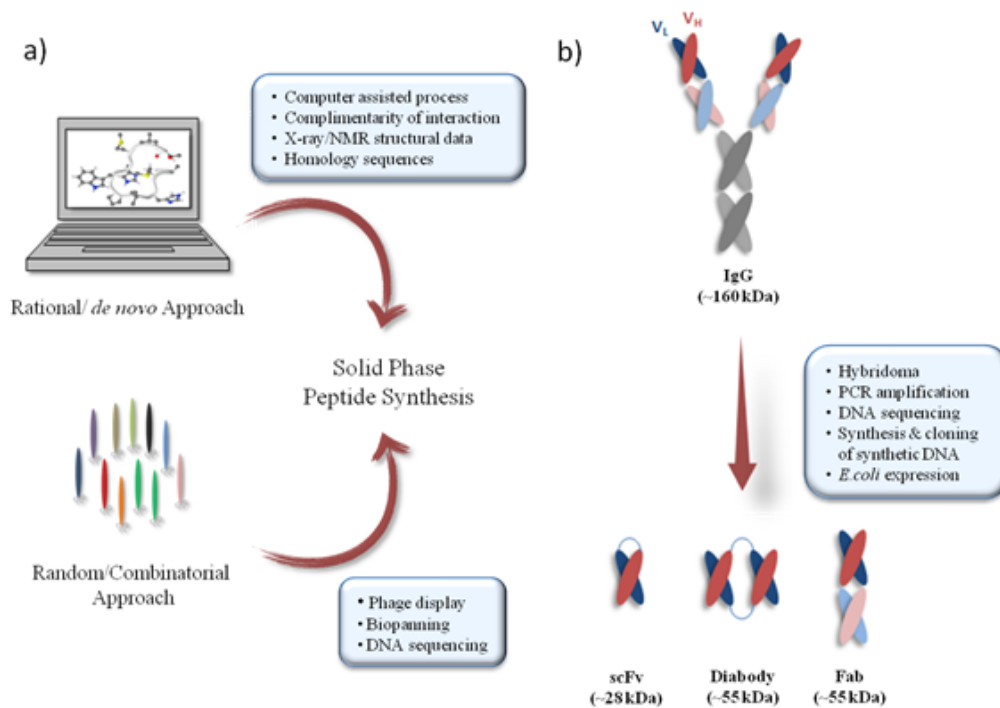 a)
• Computer assisted process
• Complimentarity of interaction
• X-ray/NMR structural data
• Homology sequences
Rational/ de novo Approach
Solid Phase
Peptide Synthesis
Random/Combinatorial
Approach
• Phage display
• Biopanning
• DNA sequencing
b)
VL
VH
IgG
(~160kDa)
• Hybridoma
• PCR amplification
• DNA sequencing
• Synthesis & cloning
of synthetic DNA
• E.coli expression
scFv
(~28kDa)
Diabody
(~55kDa)
Fab
(~55kDa)